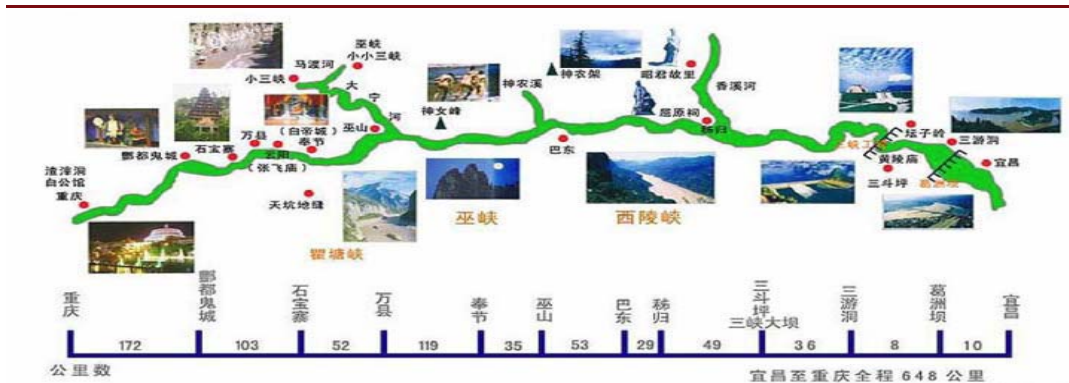 巫峡
小小三峡
马渡河
小三峡
大
宁
河
神女峰
神农溪
神农架
昭君故里
香溪河
屈原祠
秭归
巴东
巫山
(白帝城)
奉节
万县
云阳
(张飞庙)
石宝寨
酆都鬼城
渣滓洞
白公馆
重庆
天坑地缝
瞿塘峡
巫峡
西陵峡
三峡工
坛子岭
黄陵庙
三斗坪
三游洞
宜昌
葛洲坝
重庆
酆都鬼城
石宝寨
万县
奉节
巫山
巴东
秭归
三斗坪
三峡大坝
三游洞
葛洲坝
宜昌
172 103 52 119 35 53 29 49 36 8 10
公里数
宜昌至重庆全程 648 公里